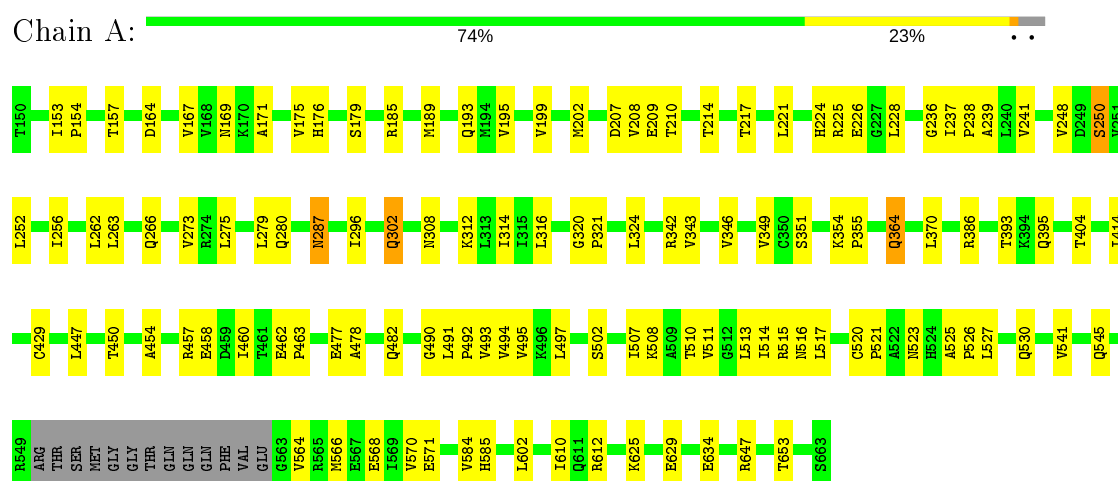 Chain A:
74% 23% • •
T150 I153 P154 T157 D164 V167 V168 N169 K170 A171 V175 H176 S179 R185 M189 Q193 M194 V195 V199 M202 D207 V208 E209 T210 T214 T217 L221 H224 R225 E226 G227 L228 G236 I237 P238 A239 L240 V241 V248 D249 S250 V251
L252 I256 L262 L263 Q266 V273 R274 L275 L279 Q280 N287 I296 Q302 N308 K312 L313 I314 I315 L316 G320 P321 L324 R342 V343 V346 V349 C350 S351 K354 P355 Q364 L370 R386 T393 K394 Q395 T404
C429 L447 T450 A454 R457 E458 D459 I460 T461 E462 P463 E477 A478 Q482 G490 L491 P492 V493 V494 V495 K496 L497 S502 I507 K508 A509 T510 V511 G512 L513 I514 R515 N516 L517 C520 P521 A522 N523 H524 A525 P526 L527 Q530 V541 Q545
R549 ARG THR SER MET GLY GLY THR GLN GLN GLN PHE VAL GLU G563 V564 R565 M566 E567 E568 I569 V570 E571 V584 H585 L602 I610 Q611 R612 K625 E629 E634 R647 T653 S663